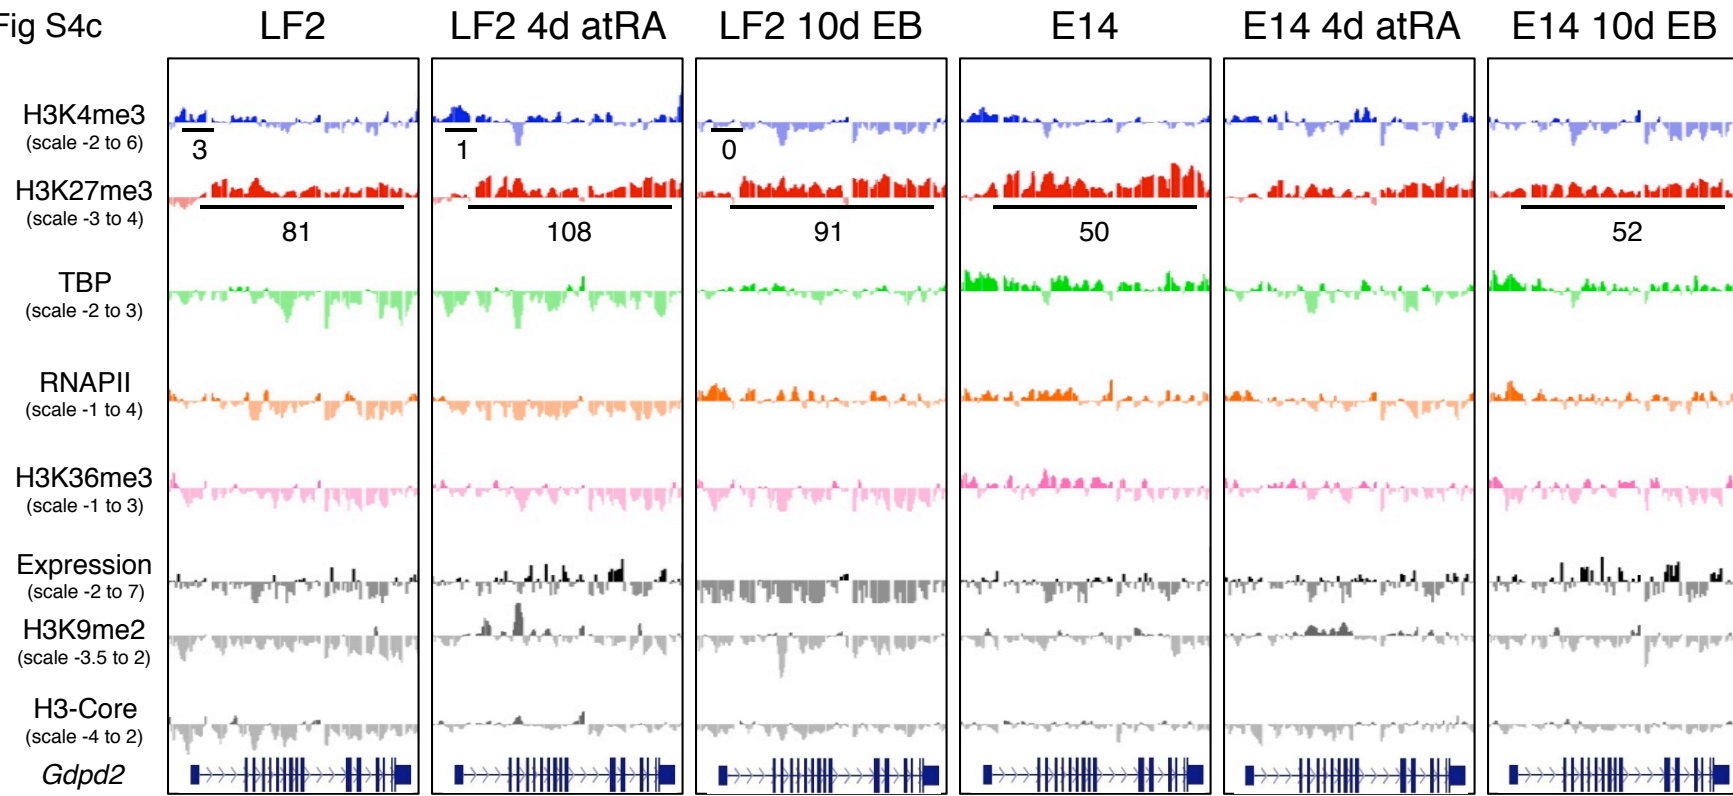 Fig S4c
LF2
LF2 4d atRA
LF2 10d EB
E14
E14 4d atRA
E14 10d EB
H3K4me3
(scale -2 to 6)
3
1
0
H3K27me3
(scale -3 to 4)
81
108
91
50
52
TBP
(scale -2 to 3)
RNAPII
(scale -1 to 4)
H3K36me3
(scale -1 to 3)
Expression
(scale -2 to 7)
H3K9me2
(scale -3.5 to 2)
H3-Core
(scale -4 to 2)
Gdpd2